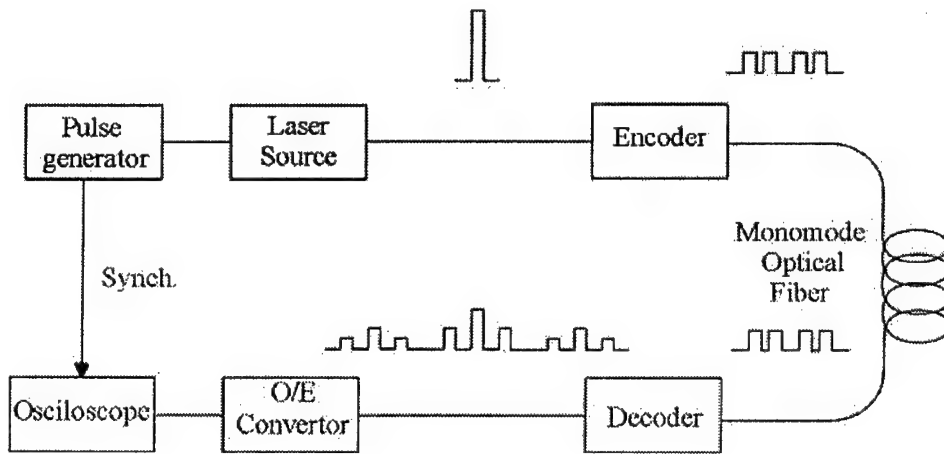 Pulse
generator
Laser
Source
Encoder
Monomode
Optical
Fiber
Synch.
Osciloscope
O/E
Convertor
Decoder